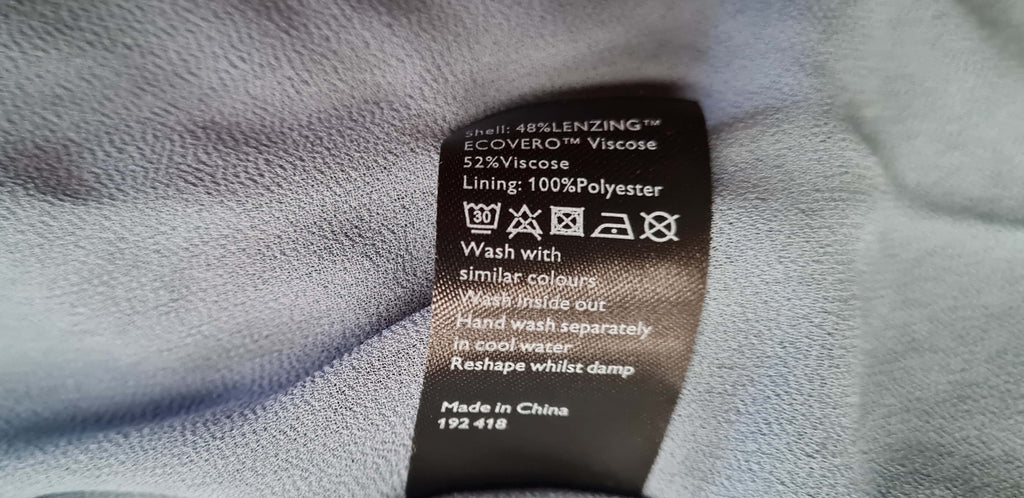 Shell: 48%LENZING™
ECOVERO™ Viscose
52%Viscose
Lining: 100%Polyester
30
Wash with
similar colours
Wash inside out
Hand wash separately
in cool water
Reshape whilst damp
Made in China
192 418